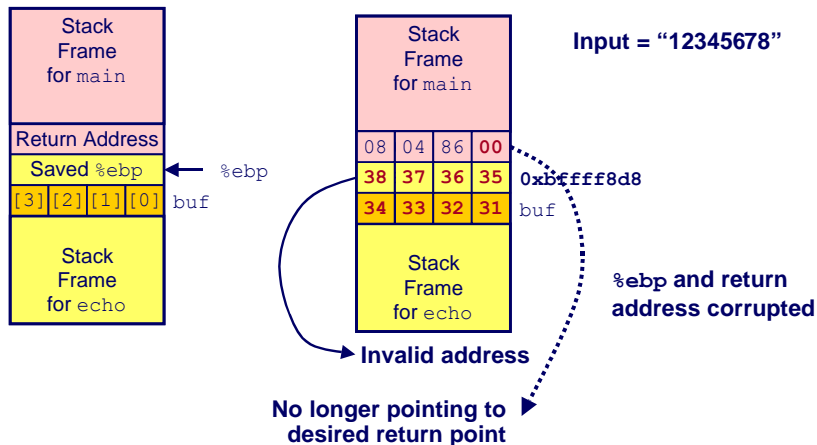 Stack
Frame
for main
Return Address
Saved %ebp
%ebp
[3] [2] [1] [0] buf
Stack
Frame
for echo
Stack
Frame
for main
08 04 86 00
38 37 36 35 0xbffff8d8
34 33 32 31 buf
Stack
Frame
for echo
Input = “12345678”
%ebp and return
address corrupted
Invalid address
No longer pointing to
desired return point